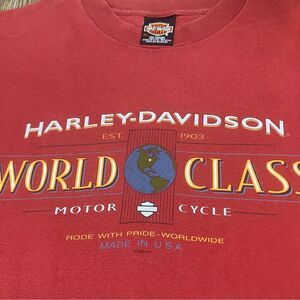 HARLEY-DAVIDSON
EST. 1903
WORLD CLASS
MOTOR CYCLE
RODE WITH PRIDE-WORLDWIDE
MADE IN U.S.A